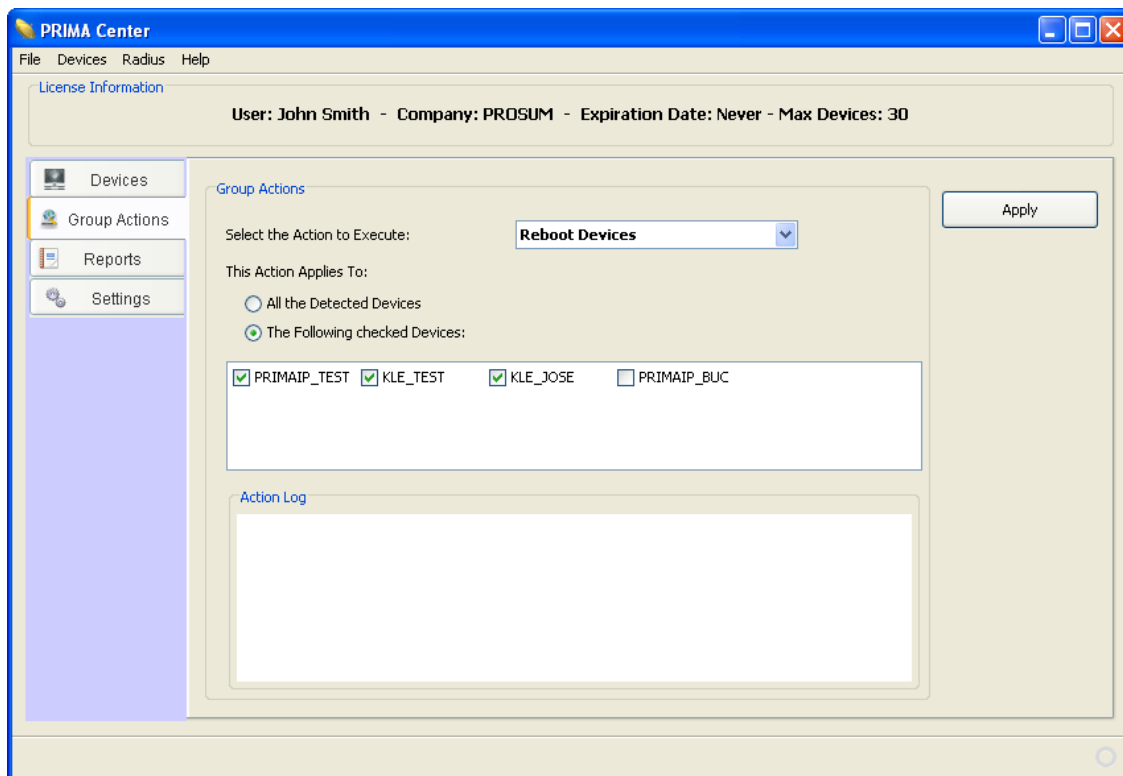 PRIMA Center
File Devices Radius Help
License Information
User: John Smith - Company: PROSUM - Expiration Date: Never - Max Devices: 30
Devices
Group Actions
Reports
Settings
Group Actions
Select the Action to Execute: Reboot Devices
Apply
This Action Applies To:
All the Detected Devices
The Following checked Devices:
PRIMAIP_TEST KLE_TEST KLE_JOSE PRIMAIP_BUC
Action Log